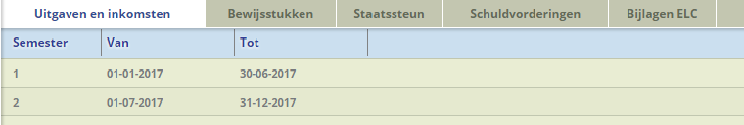 Uitgaven en inkomsten Bewijsstukken Staatssteun Schuldvorderingen Bijlagen ELC
Semester Van Tot
1 01-01-2017 30-06-2017
2 01-07-2017 31-12-2017